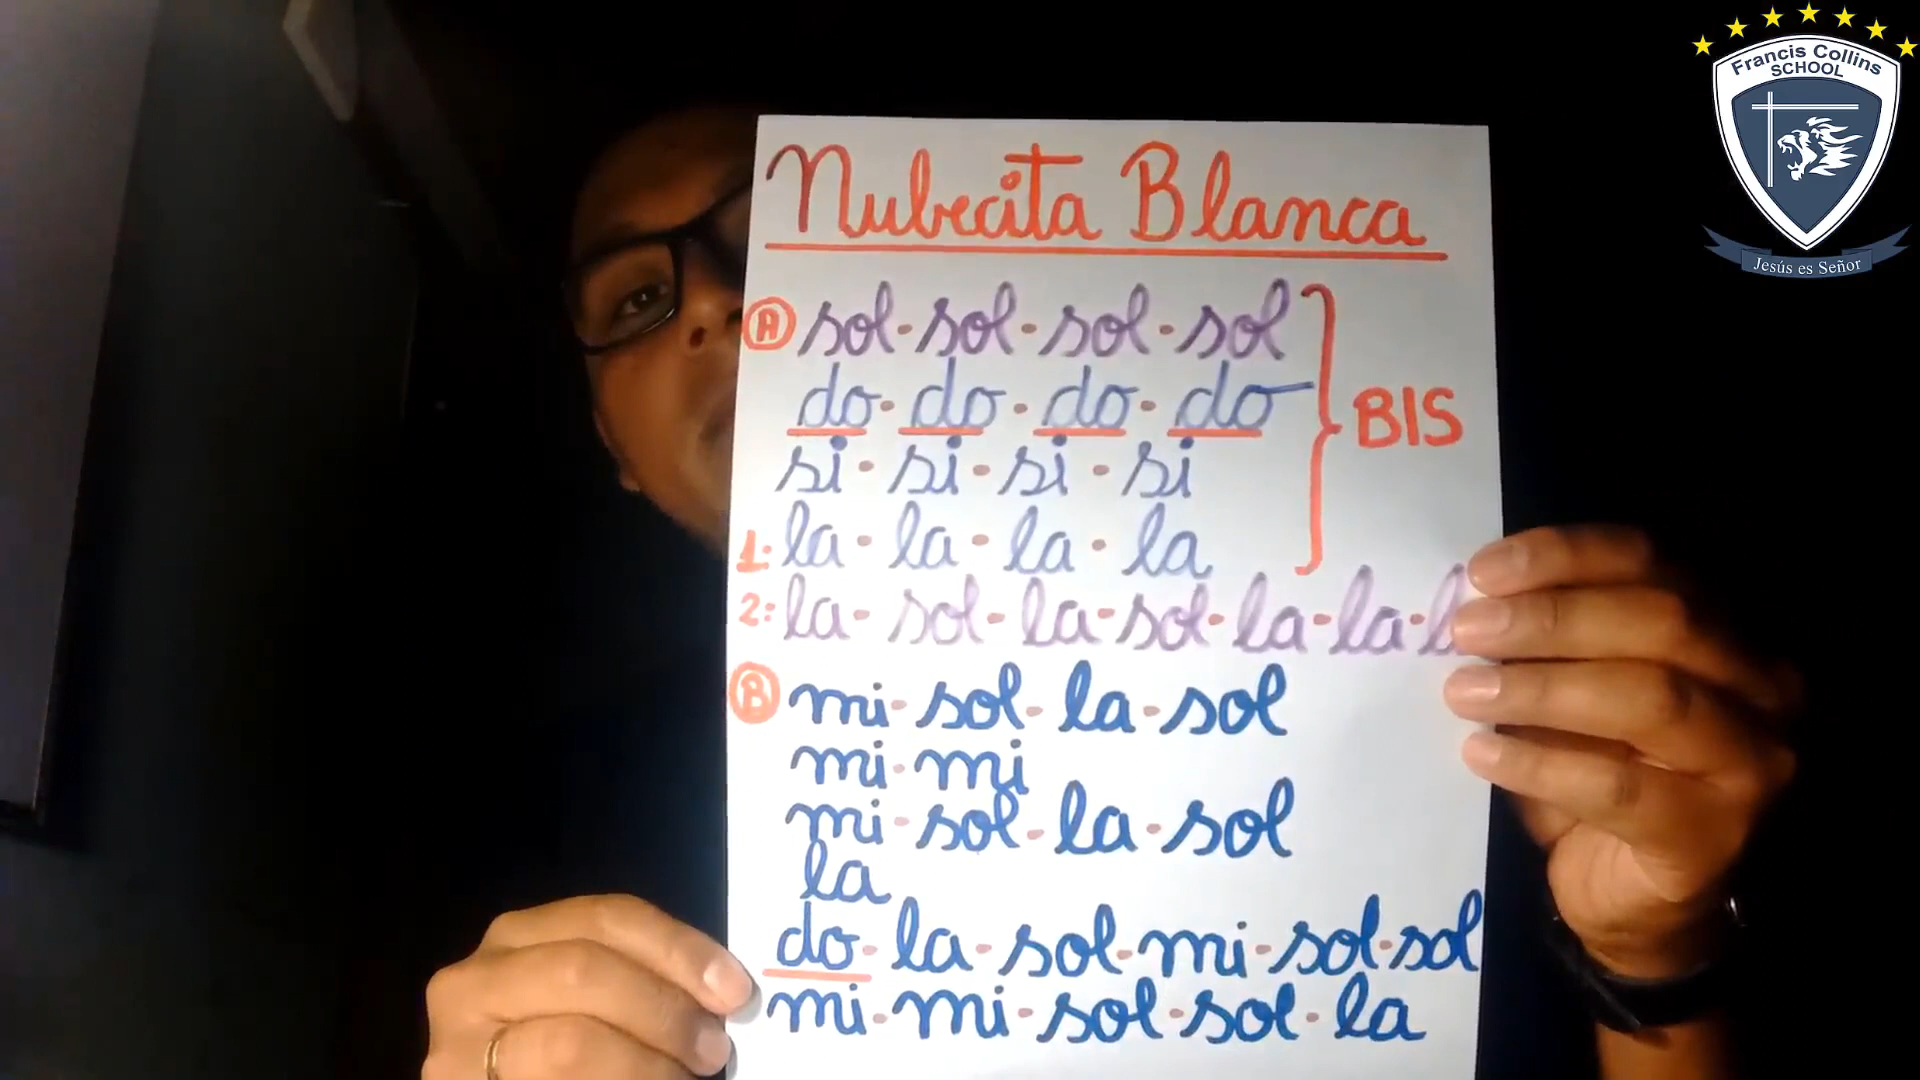 Nubecita Blanca
A sol · sol · sol · sol
do · do · do · do
BIS
si · si · si · si
1: la · la · la · la
2: la · sol · la · sol · la · la ·
B mi · sol · la · sol
mi · mi
mi · sol · la · sol
la
do · la · sol · mi · sol · sol
mi · mi · sol · sol · la
Francis Collins
SCHOOL
Jesús es Señor